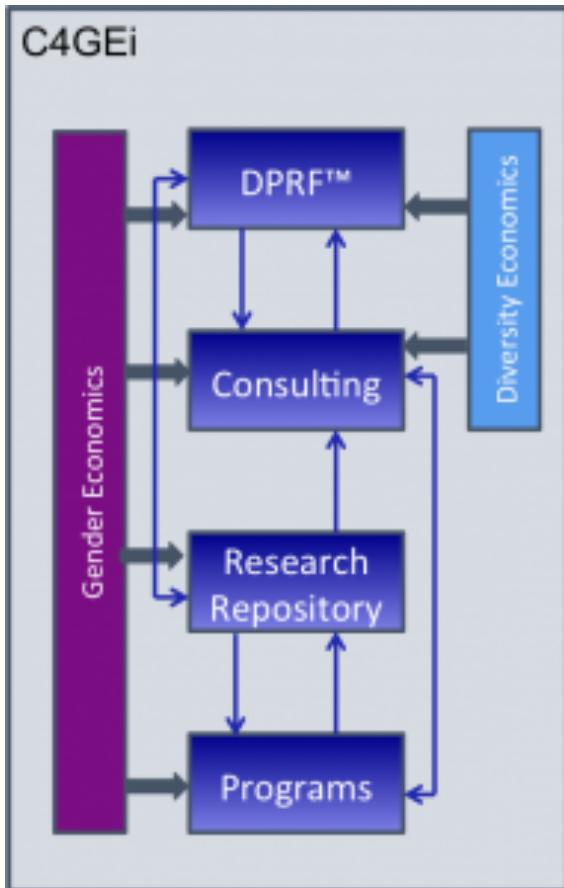 C4GEi
DPRF™
Consulting
Research
Repository
Programs
Gender Economics
Diversity Economics